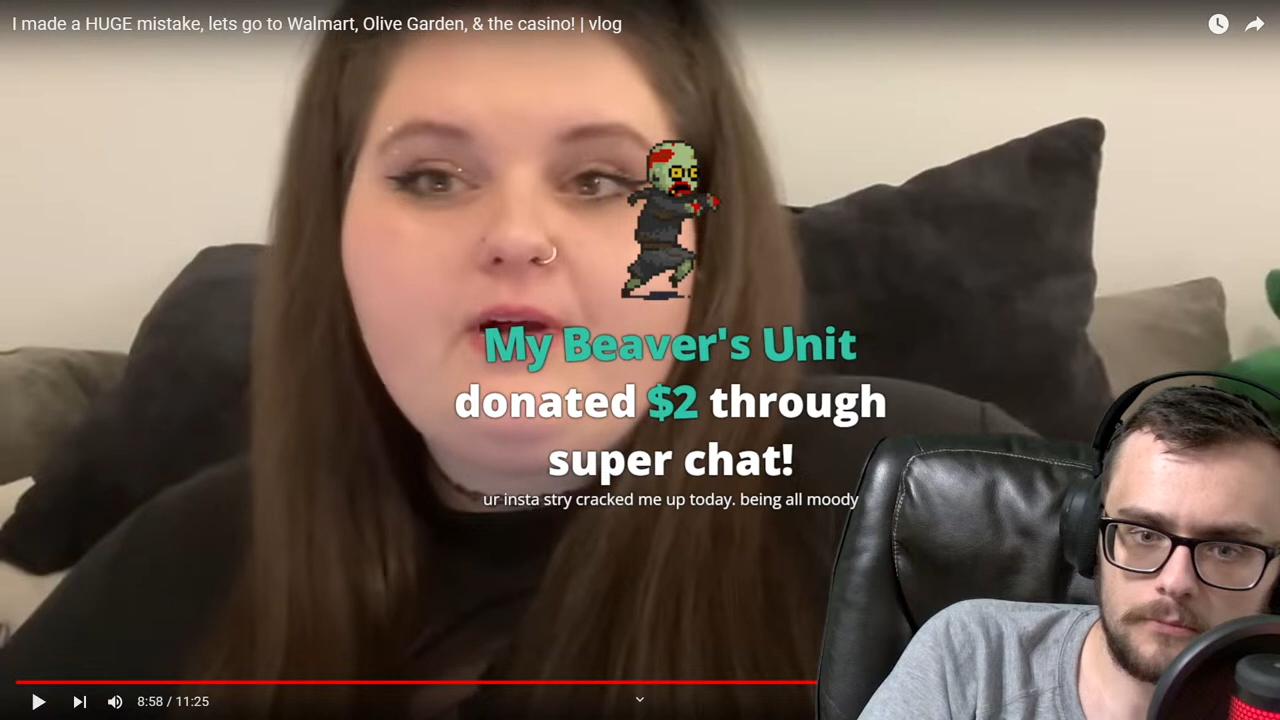 I made a HUGE mistake, lets go to Walmart, Olive Garden, & the casino! | vlog
My Beaver's Unit
donated $2 through
super chat!
ur insta stry cracked me up today. being all moody
8:58 / 11:25